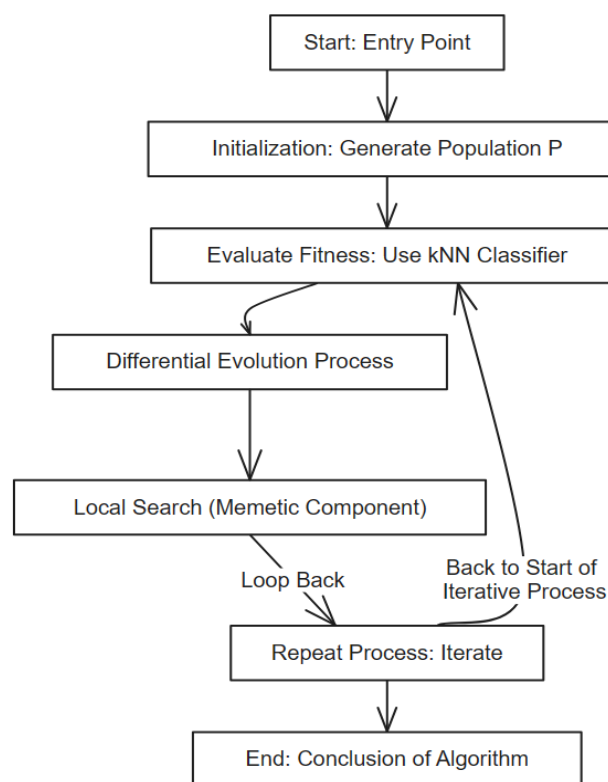 Start: Entry Point
Initialization: Generate Population P
Evaluate Fitness: Use kNN Classifier
Differential Evolution Process
Local Search (Memetic Component)
Loop Back
Back to Start of
Iterative Process
Repeat Process: Iterate
End: Conclusion of Algorithm